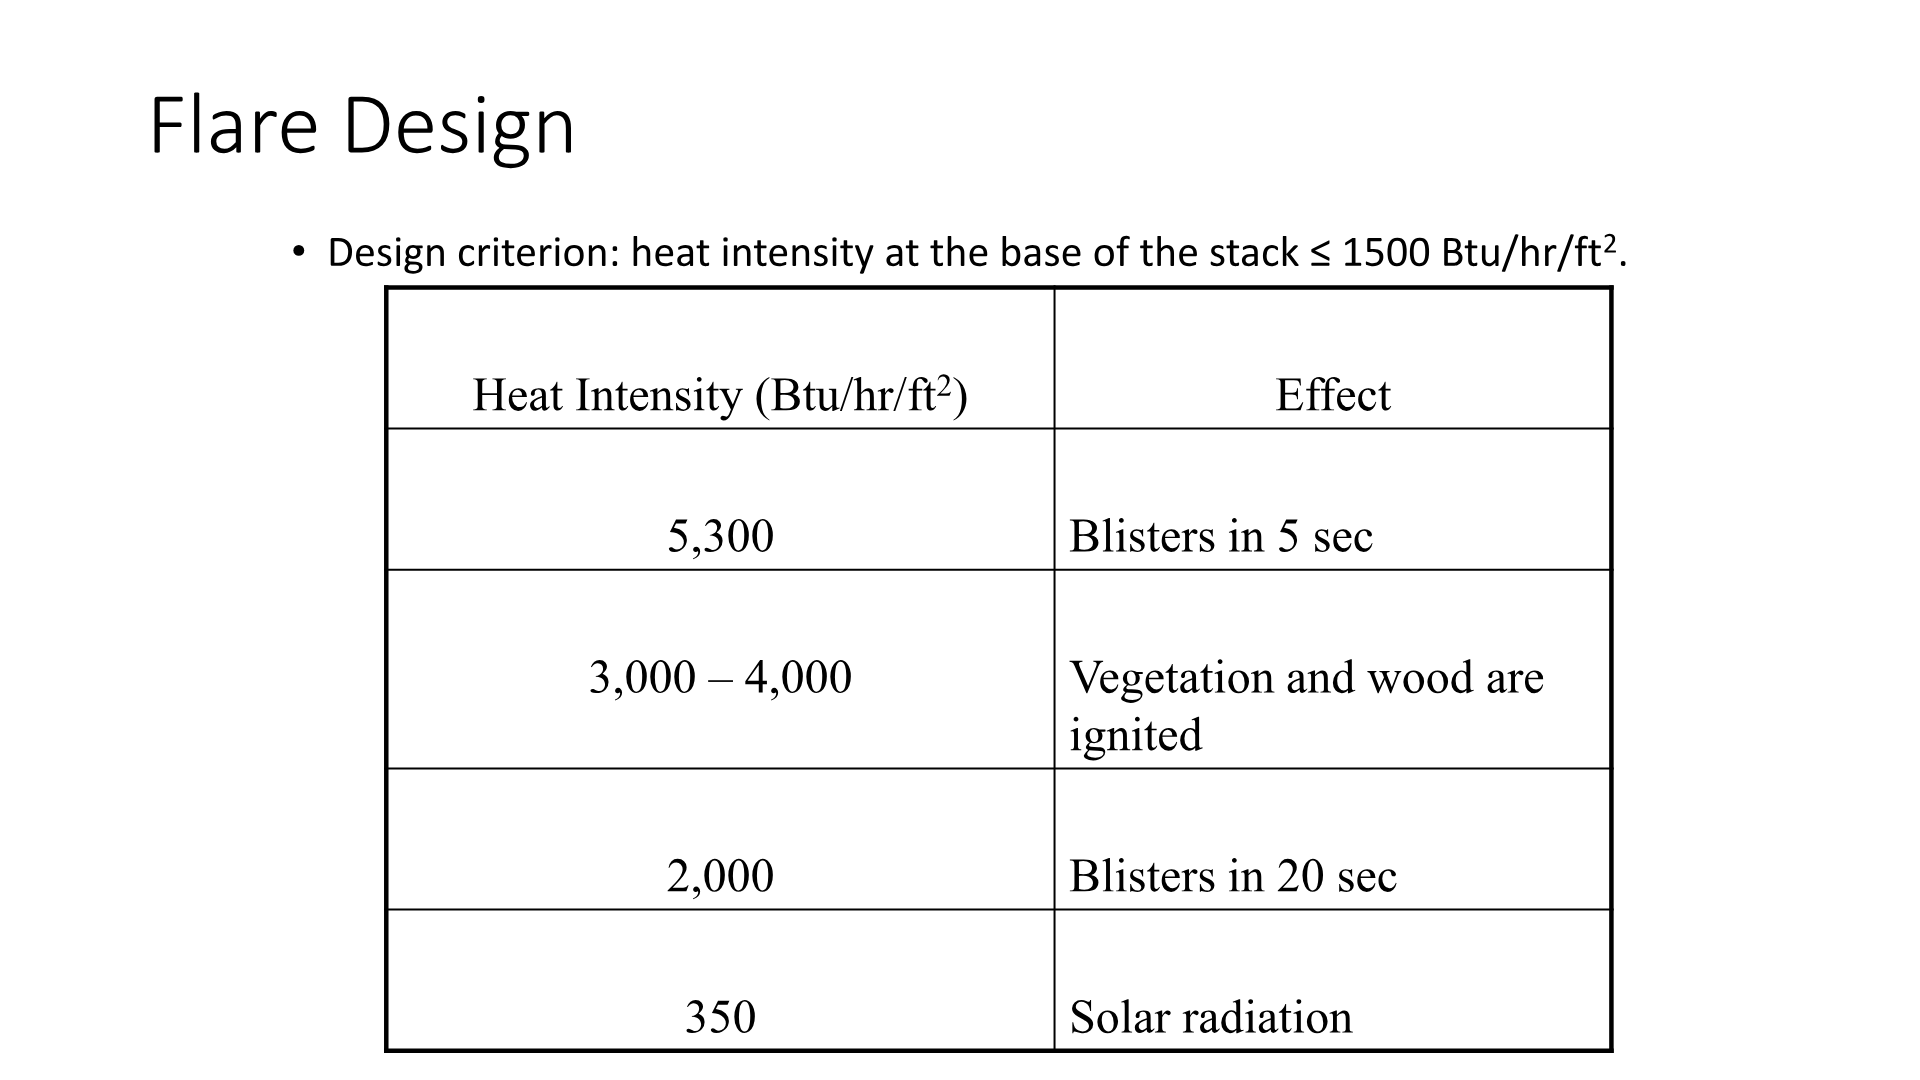 Flare Design
• Design criterion: heat intensity at the base of the stack ≤ 1500 Btu/hr/ft².
Heat Intensity (Btu/hr/ft²) Effect
5,300 Blisters in 5 sec
3,000 – 4,000 Vegetation and wood are
ignited
2,000 Blisters in 20 sec
350 Solar radiation